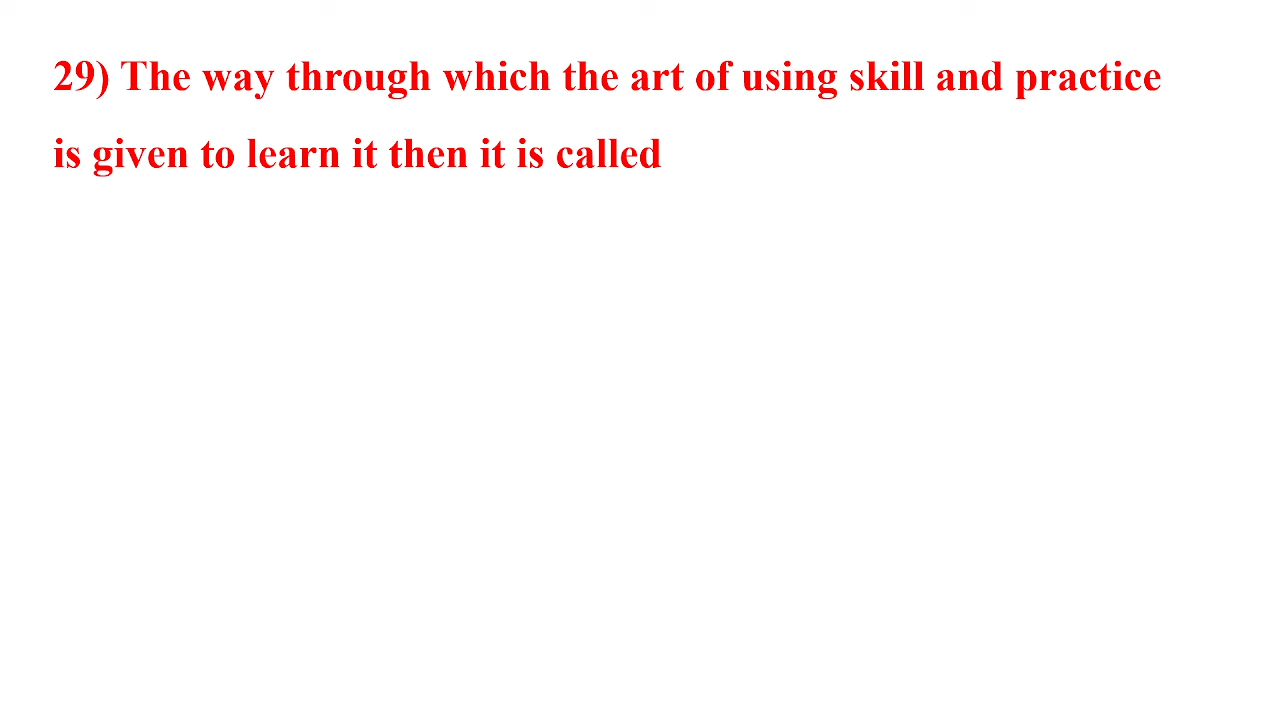 29) The way through which the art of using skill and practice
is given to learn it then it is called